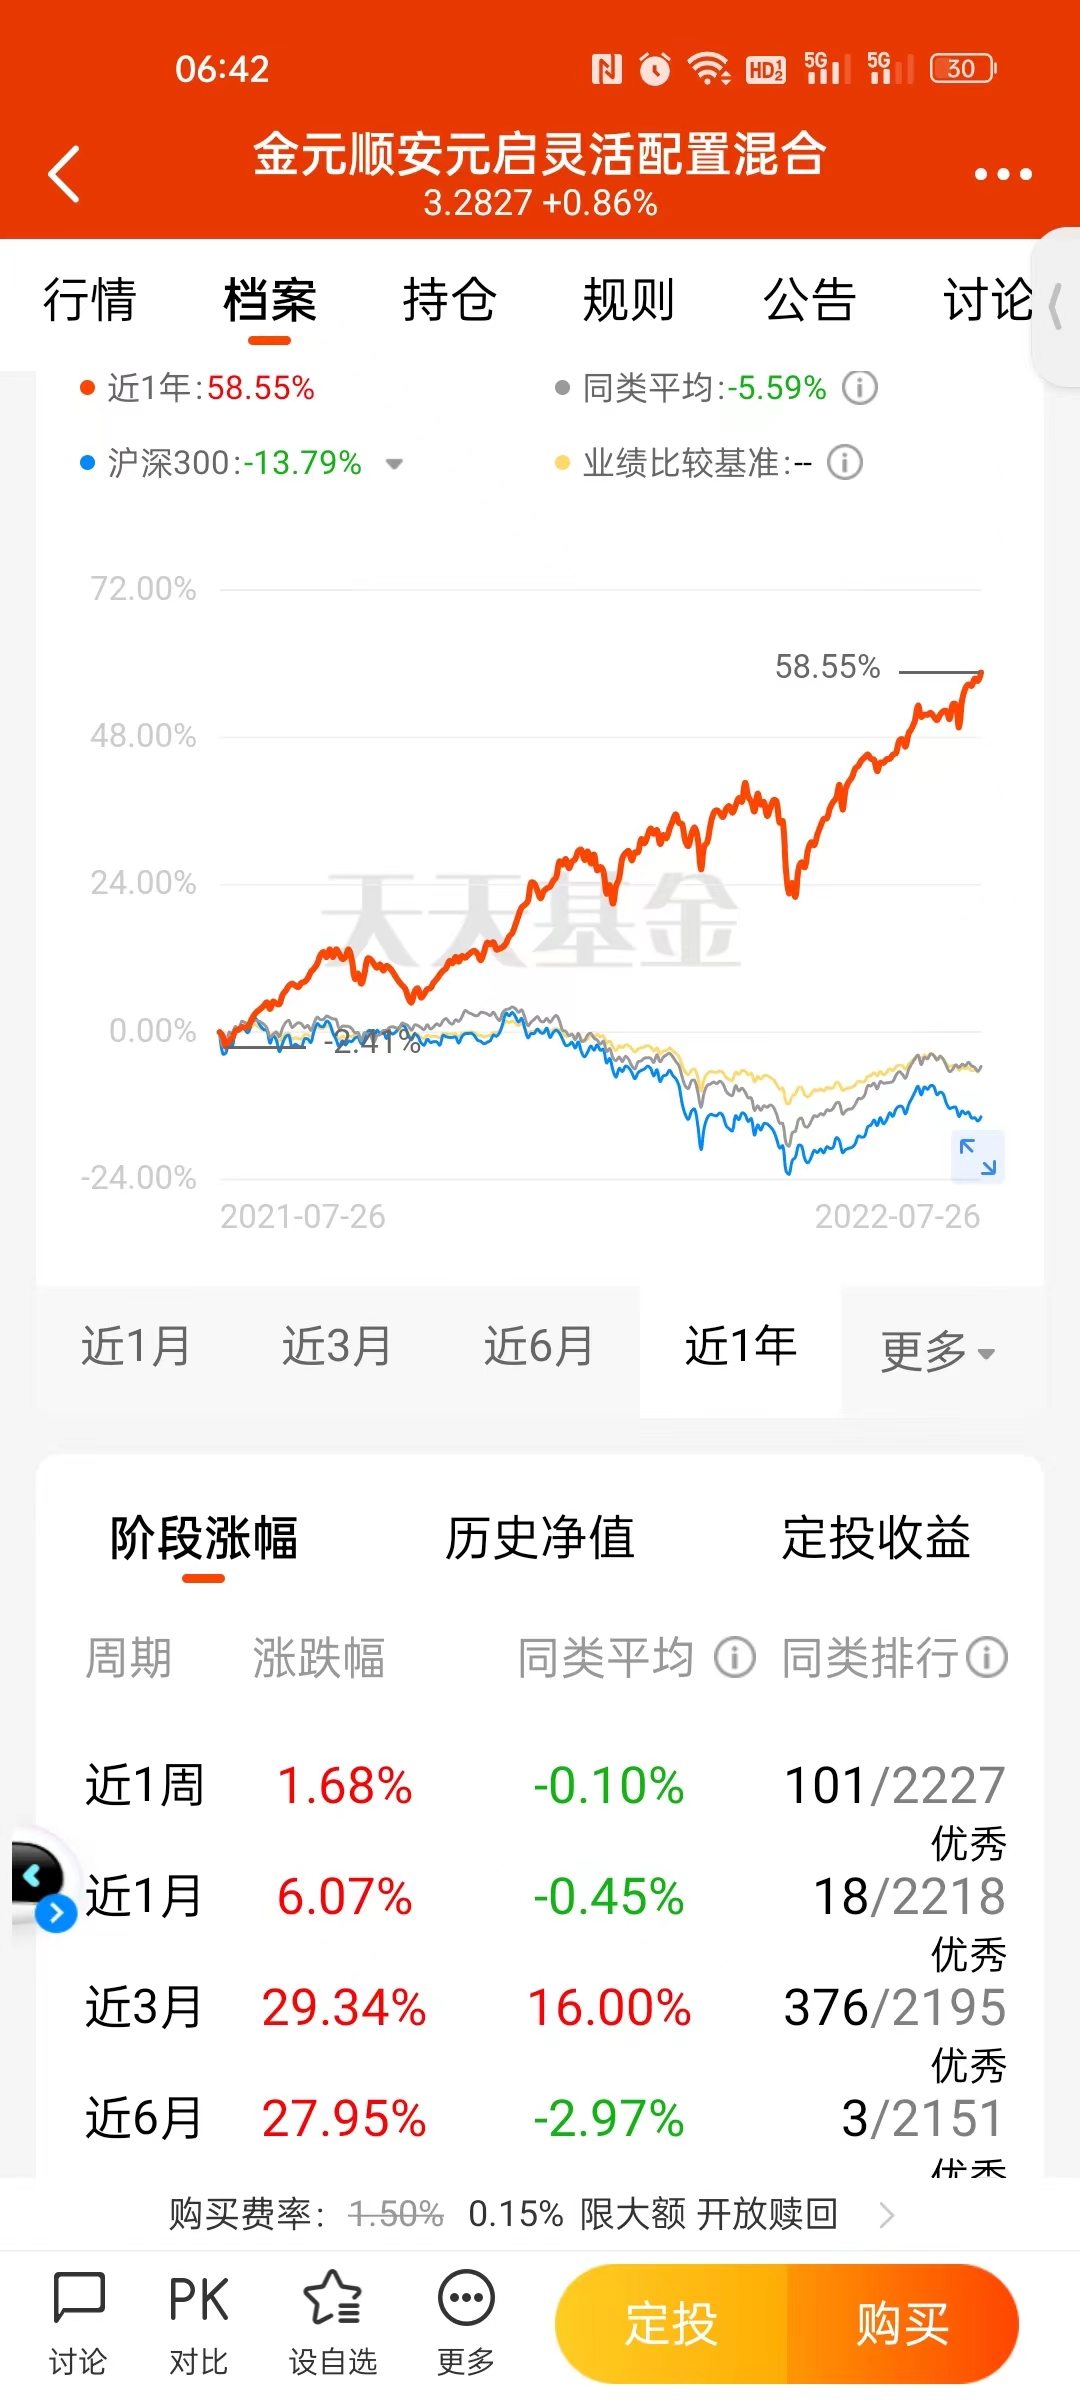 06:42
HD 1 2 5G 5G 30
金元顺安元启灵活配置混合
3.2827 +0.86%
行情 档案 持仓 规则 公告 讨论
近1年:58.55% 同类平均:-5.59%
沪深300:-13.79% 业绩比较基准:--
72.00%
58.55%
48.00%
24.00%
天天基金
0.00%
-2.41%
-24.00%
2021-07-26 2022-07-26
近1月 近3月 近6月 近1年 更多
阶段涨幅 历史净值 定投收益
周期 涨跌幅 同类平均 同类排行
近1周 1.68% -0.10% 101/2227
优秀
近1月 6.07% -0.45% 18/2218
优秀
近3月 29.34% 16.00% 376/2195
优秀
近6月 27.95% -2.97% 3/2151
优秀
购买费率: 1.50% 0.15% 限大额 开放赎回
PK 定投 购买
讨论 对比 设自选 更多